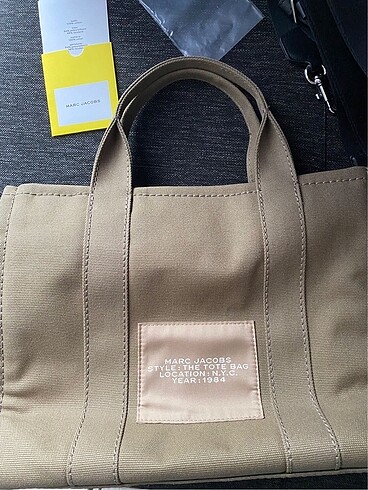 MARC JACOBS
MARC JACOBS
STYLE : THE TOTE BAG
LOCATION : N.Y.C.
YEAR : 1984